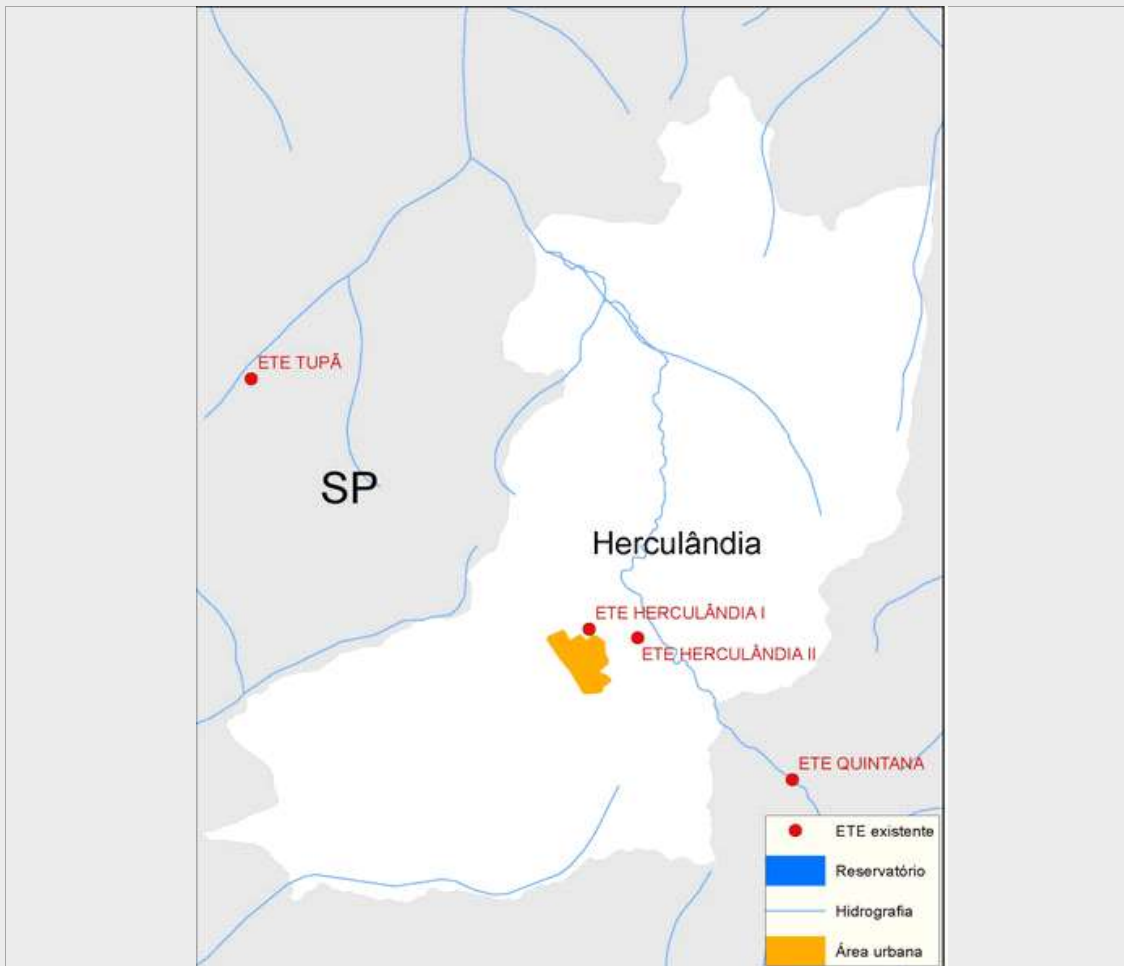 ETE TUPÃ
SP
Herculândia
ETE HERCULÂNDIA I
ETE HERCULÂNDIA II
ETE QUINTANA
ETE existente
Reservatório
Hidrografia
Área urbana